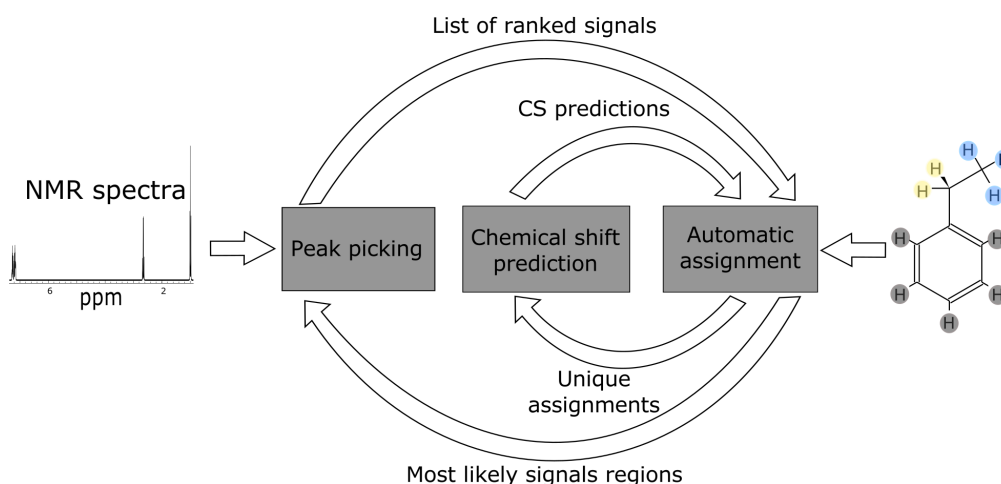 List of ranked signals
CS predictions
NMR spectra
Peak picking
Chemical shift
prediction
Automatic
assignment
6
2
ppm
Unique
assignments
Most likely signals regions
H
H
H
H
H
H
H
H
H